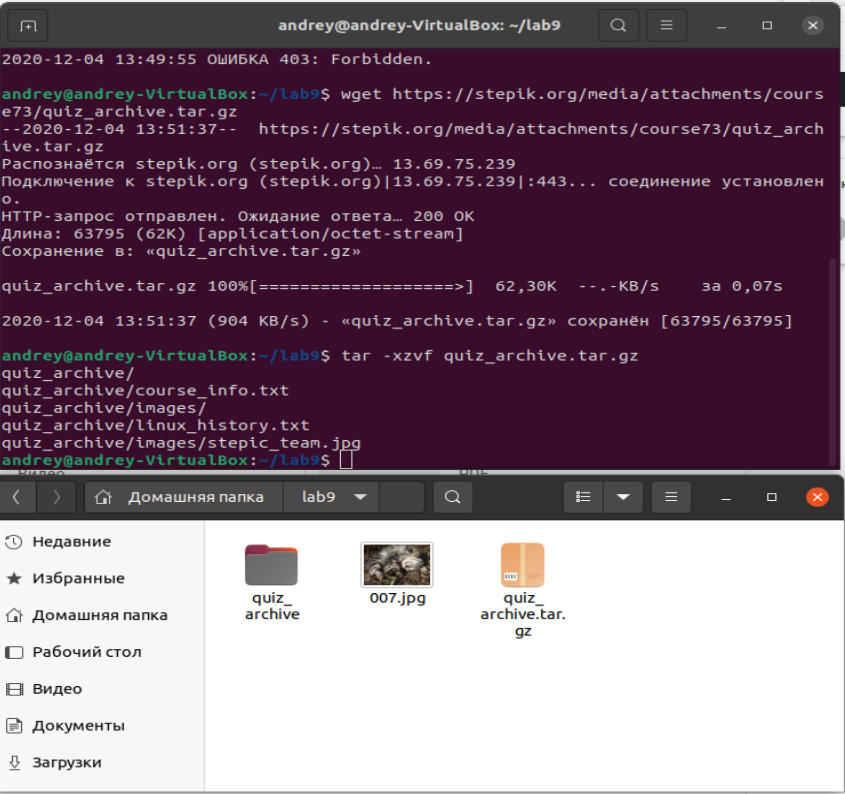 andrey@andrey-VirtualBox: ~/lab9
2020-12-04 13:49:55 ОШИБКА 403: Forbidden.
andrey@andrey-VirtualBox:~/lab9$ wget https://stepik.org/media/attachments/cours
e73/quiz_archive.tar.gz
--2020-12-04 13:51:37--  https://stepik.org/media/attachments/course73/quiz_arch
ive.tar.gz
Распознаётся stepik.org (stepik.org)… 13.69.75.239
Подключение к stepik.org (stepik.org)|13.69.75.239|:443... соединение установлен
о.
HTTP-запрос отправлен. Ожидание ответа… 200 OK
Длина: 63795 (62K) [application/octet-stream]
Сохранение в: «quiz_archive.tar.gz»
quiz_archive.tar.gz 100%[===================>]  62,30K  --.-KB/s    за 0,07s
2020-12-04 13:51:37 (904 KB/s) - «quiz_archive.tar.gz» сохранён [63795/63795]
andrey@andrey-VirtualBox:~/lab9$ tar -xzvf quiz_archive.tar.gz
quiz_archive/
quiz_archive/course_info.txt
quiz_archive/images/
quiz_archive/linux_history.txt
quiz_archive/images/stepic_team.jpg
andrey@andrey-VirtualBox:~/lab9$
Домашняя папка lab9
Недавние
Избранные
Домашняя папка
Рабочий стол
Видео
Документы
Загрузки
quiz_
archive
007.jpg
quiz_
archive.tar.
gz